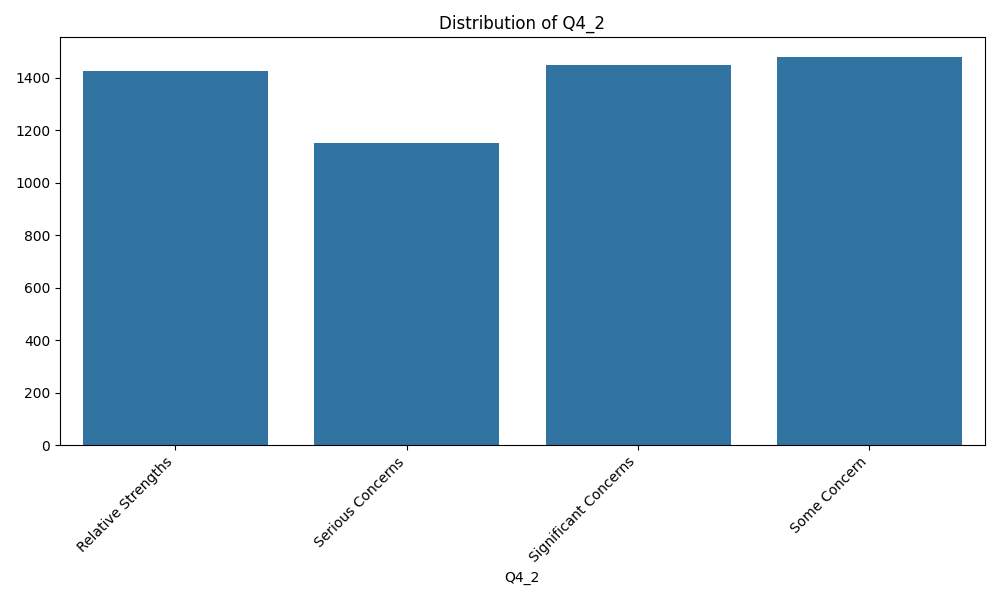 Distribution of Q4_2
1400
1200
1000
800
600
400
200
0
Relative Strengths
Serious Concerns
Significant Concerns
Some Concern
Q4_2